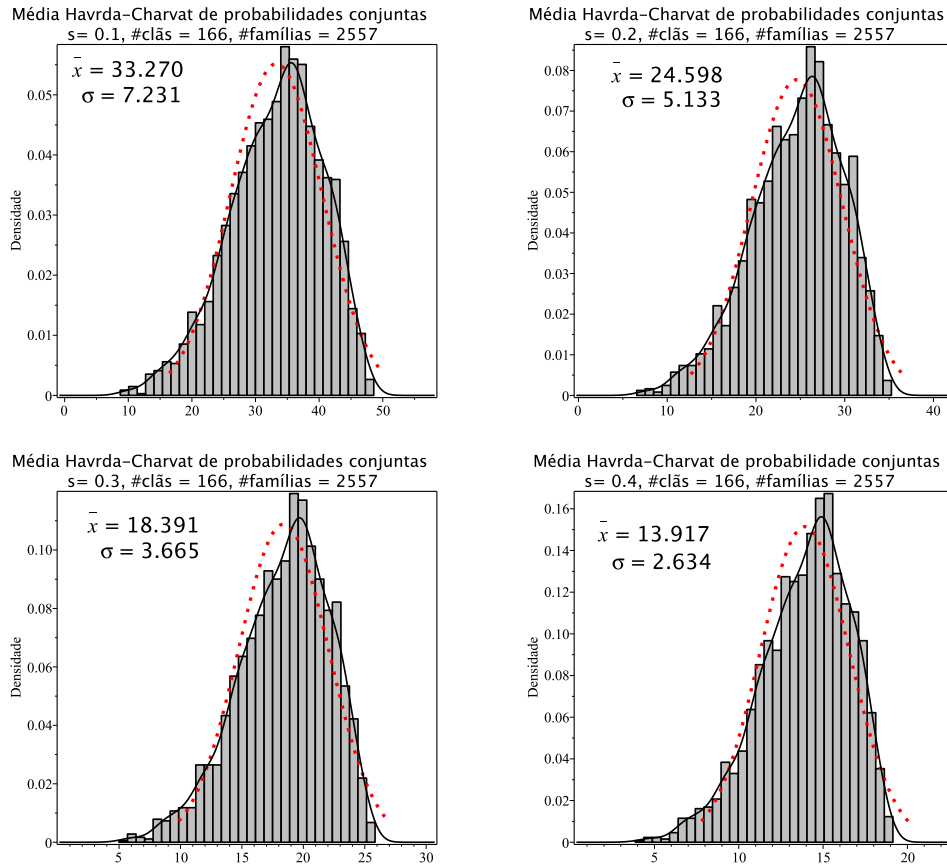 Média Havrda-Charvat de probabilidades conjuntas
s= 0.1, #clãs = 166, #famílias = 2557
x̄ = 33.270
σ = 7.231
Densidade
0.05
0.04
0.03
0.02
0.01
0
0 10 20 30 40 50
Média Havrda-Charvat de probabilidades conjuntas
s= 0.2, #clãs = 166, #famílias = 2557
x̄ = 24.598
σ = 5.133
Densidade
0.08
0.07
0.06
0.05
0.04
0.03
0.02
0.01
0
0 10 20 30 40
Média Havrda-Charvat de probabilidades conjuntas
s= 0.3, #clãs = 166, #famílias = 2557
x̄ = 18.391
σ = 3.665
Densidade
0.10
0.08
0.06
0.04
0.02
0
5 10 15 20 25 30
Média Havrda-Charvat de probabilidades conjuntas
s= 0.4, #clãs = 166, #famílias = 2557
x̄ = 13.917
σ = 2.634
Densidade
0.16
0.14
0.12
0.10
0.08
0.06
0.04
0.02
0
5 10 15 20